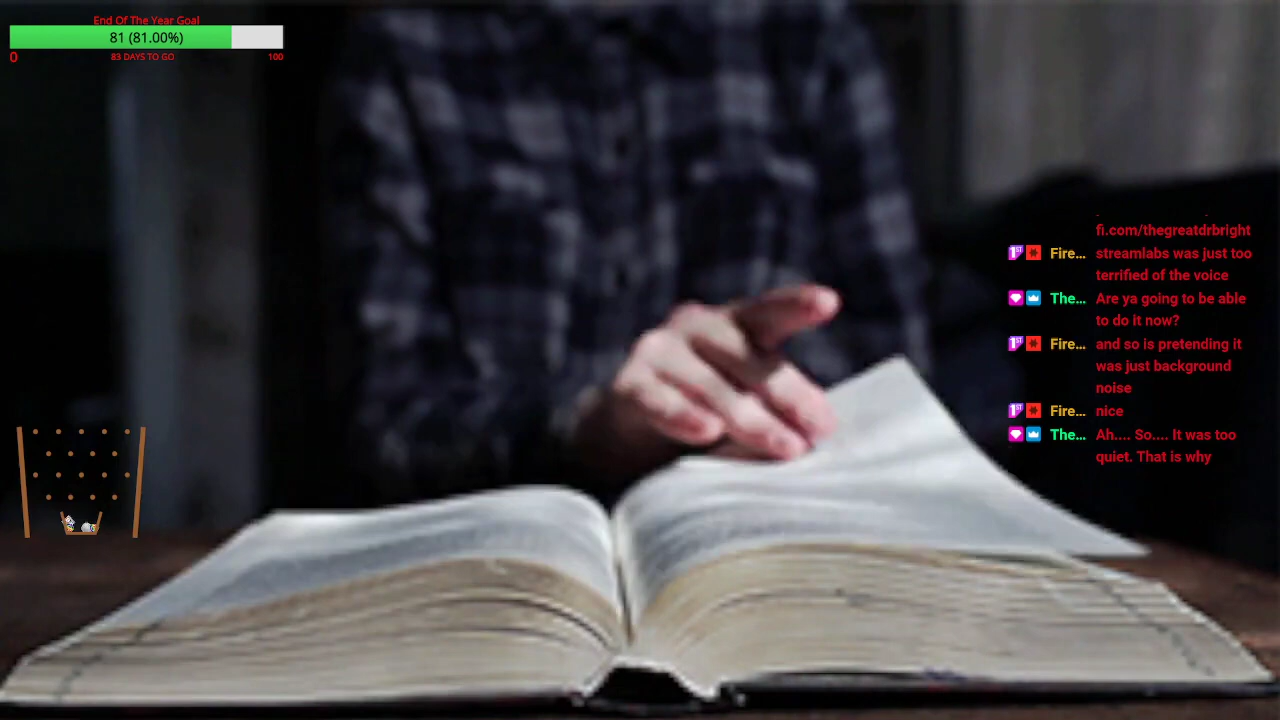 End Of The Year Goal
81 (81.00%)
0 83 DAYS TO GO 100
fi.com/thegreatdrbright
Fire... streamlabs was just too
terrified of the voice
The... Are ya going to be able
to do it now?
Fire... and so is pretending it
was just background
noise
Fire... nice
The... Ah.... So.... It was too
quiet. That is why